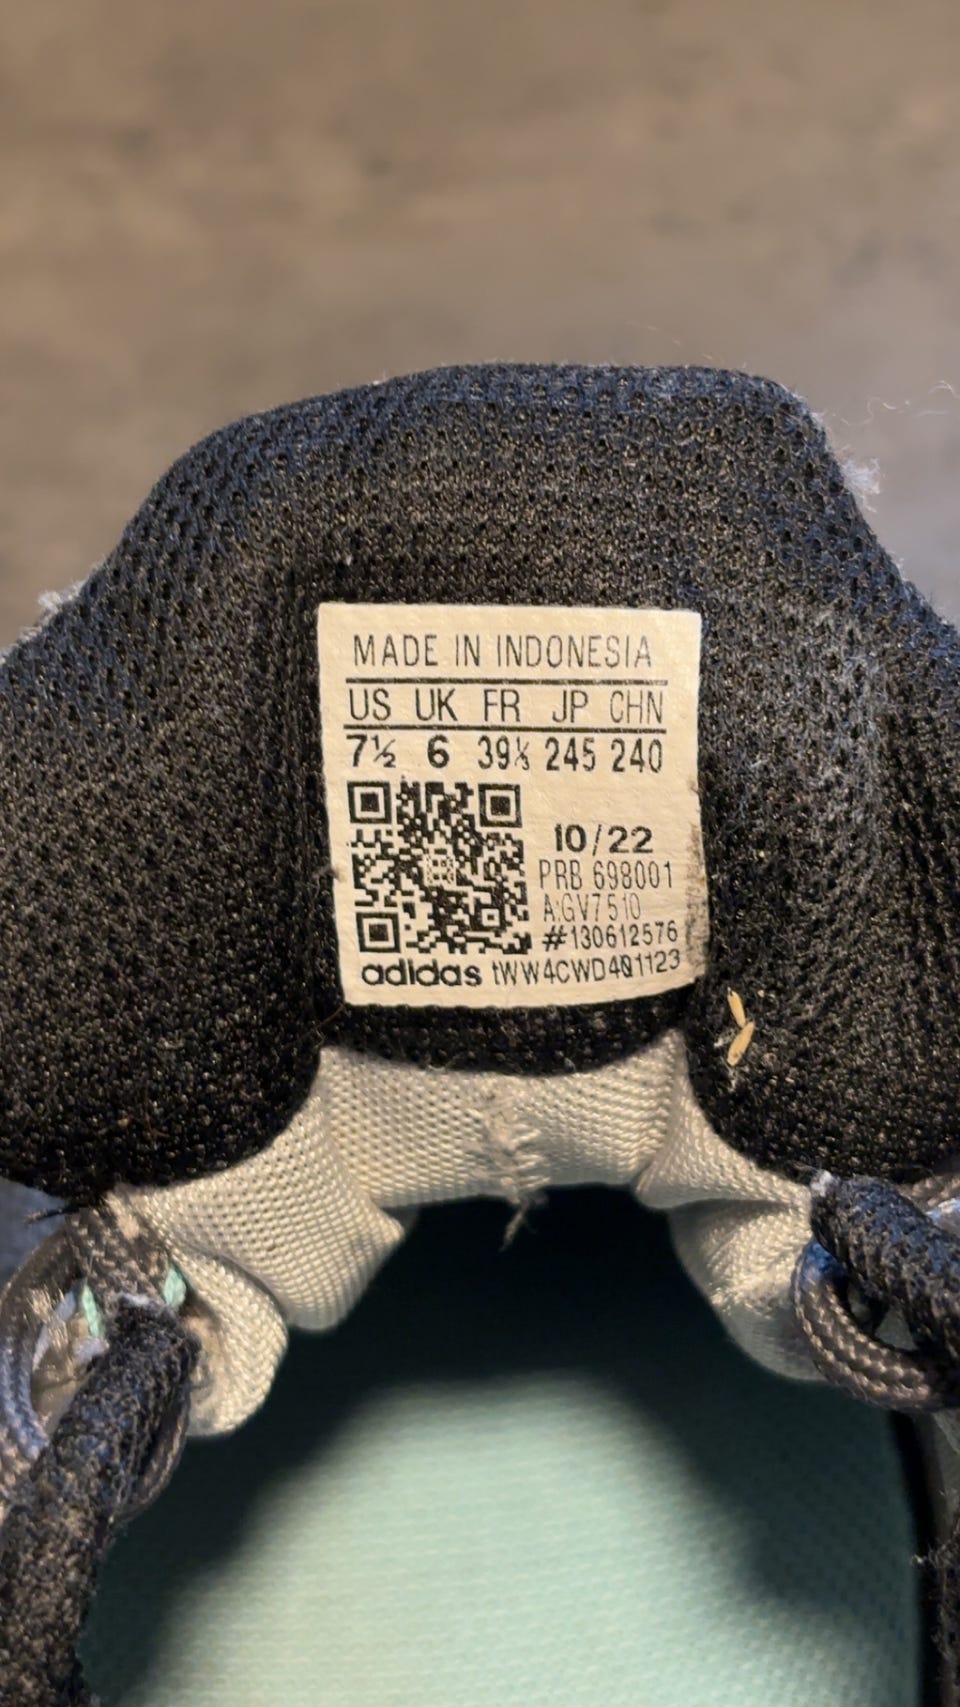 MADE IN INDONESIA
US UK FR JP CHN
7½ 6 39⅓ 245 240
10/22
PRB 698001
A:GV7510
#130612576
adidas tWW4CWD401123